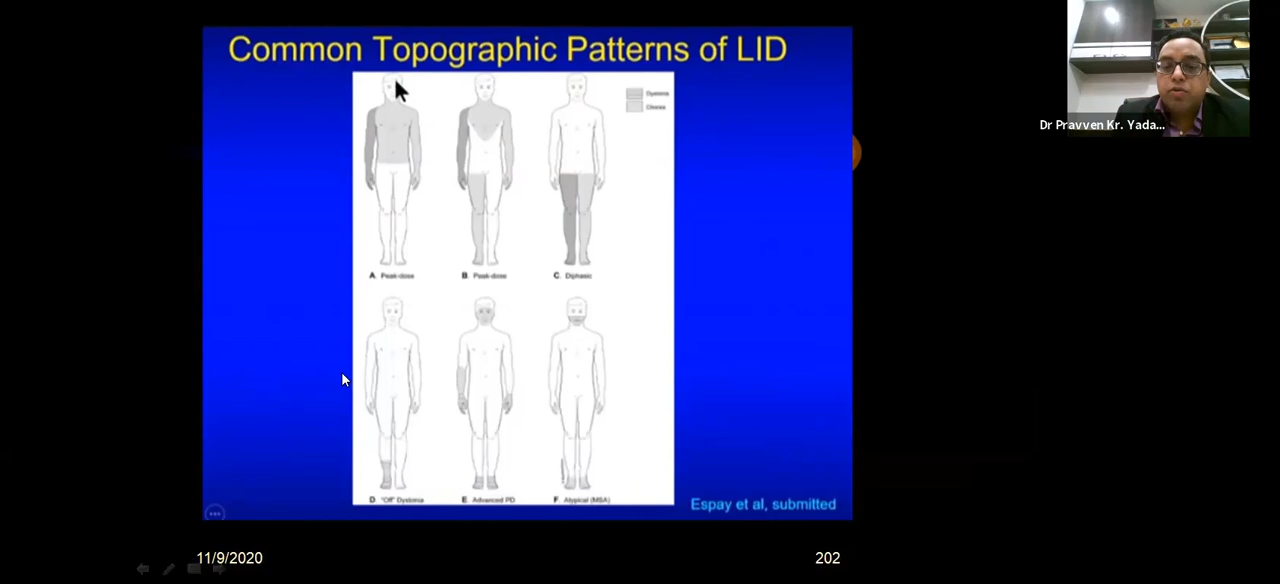 Common Topographic Patterns of LID
Dystonia
Chorea
A. Peak-dose
B. Peak-dose
C. Diphasic
D. "Off" Dystonia
E. Advanced PD
F. Atypical (MSA)
Espay et al, submitted
11/9/2020
202
Dr Pravven Kr. Yada...